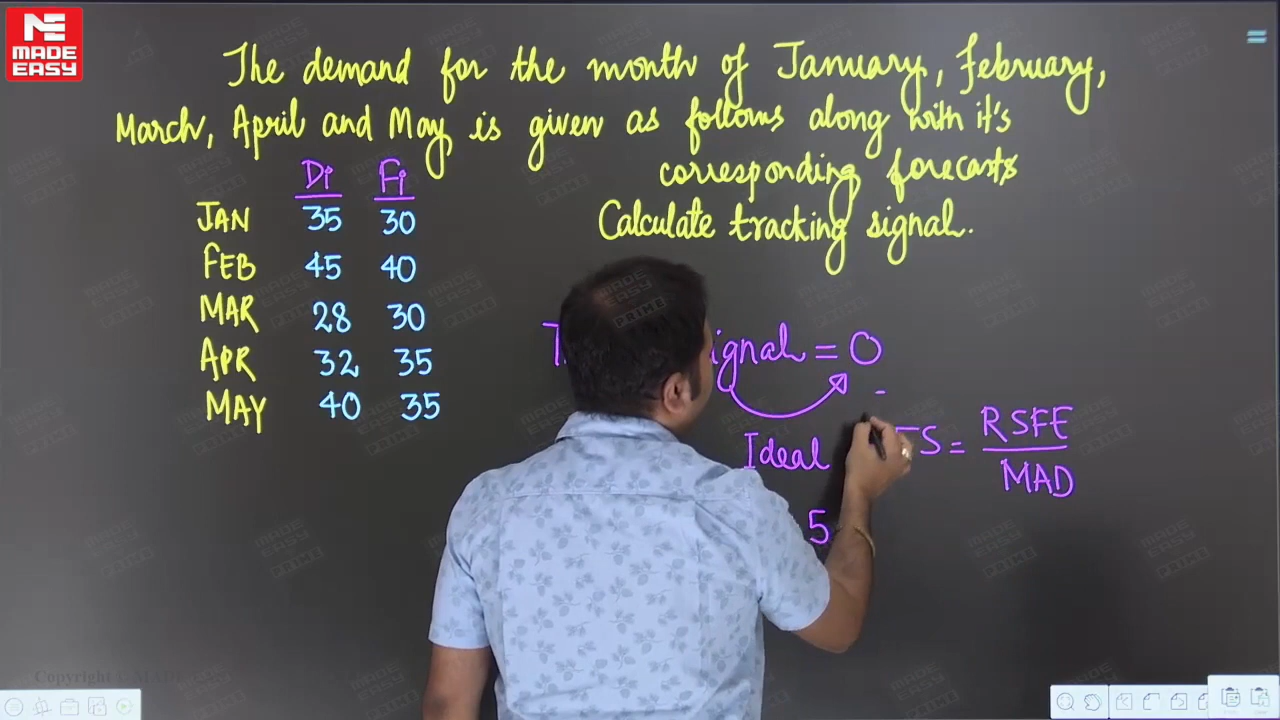 MADE
EASY
The demand for the month of January, February,
March, April and May, is given as follows along with it's
corresponding forecasts
Calculate tracking signal.
Di Fi
JAN 35 30
FEB 45 40
MAR 28 30
APR 32 35
MAY 40 35
ignal = 0
Ideal
TS = RSFE
MAD
5